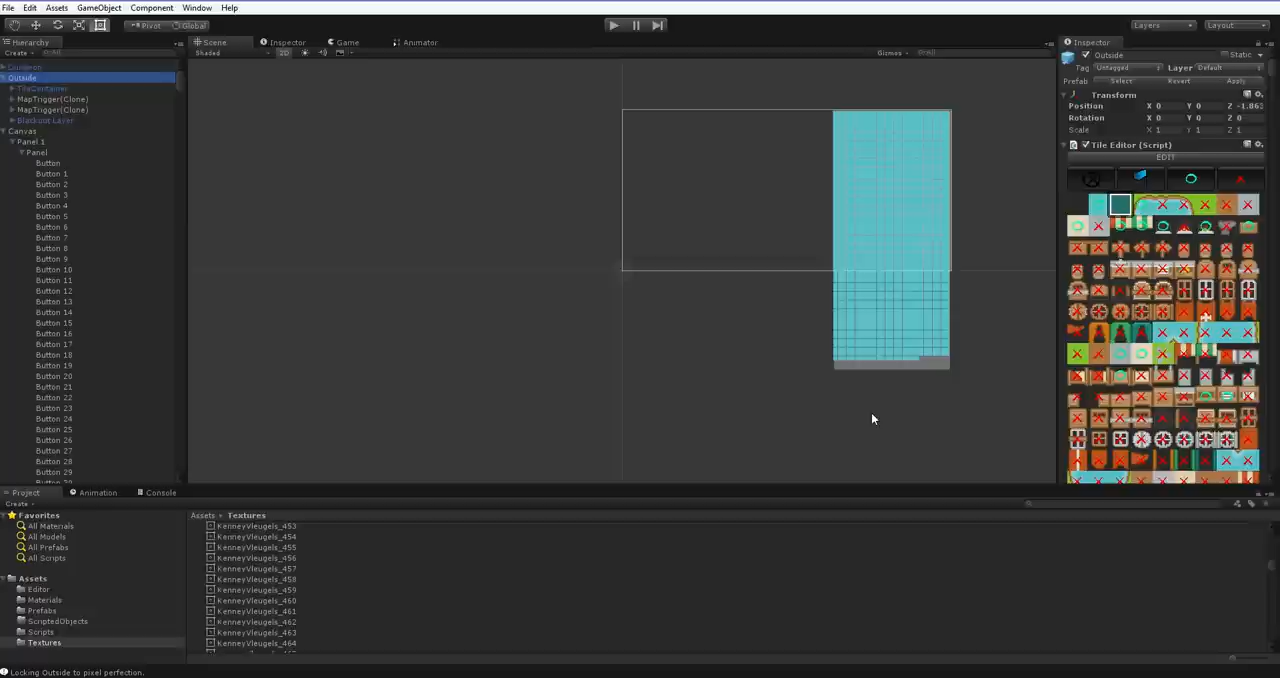 File Edit Assets GameObject Component Window Help
Pivot Global Layers Layout
Hierarchy Scene Inspector Game Animator Inspector
Create All Shaded 2D Gizmos All Outside Static
Tag Untagged Layer Default
Outside Prefab Select Revert Apply
TileContainer Transform
MapTrigger(Clone) Position X 0 Y 0
MapTrigger(Clone) Rotation X 0 Y 0 Z 0
Blackout Layer Scale X 1 Y 1 Z 1
Canvas
Panel 1 Tile Editor (Script)
Panel EDIT
Button
Button 1
Button 2
Button 3
Button 4
Button 5
Button 6
Button 7
Button 8
Button 9
Button 10
Button 11
Button 12
Button 13
Button 14
Button 15
Button 16
Button 17
Button 18
Button 19
Button 20
Button 21
Button 22
Button 23
Button 24
Button 25
Button 26
Button 27
Button 28
Button 29
Project Animation Console
Create
Favorites
All Materials
All Models
All Prefabs
All Scripts
Assets
Editor
Materials
Prefabs
ScriptedObjects
Scripts
Textures
Assets Textures
KenneyVleugels_453
KenneyVleugels_454
KenneyVleugels_455
KenneyVleugels_456
KenneyVleugels_457
KenneyVleugels_458
KenneyVleugels_459
KenneyVleugels_460
KenneyVleugels_461
KenneyVleugels_462
KenneyVleugels_463
KenneyVleugels_464
Locking Outside to pixel perfection.